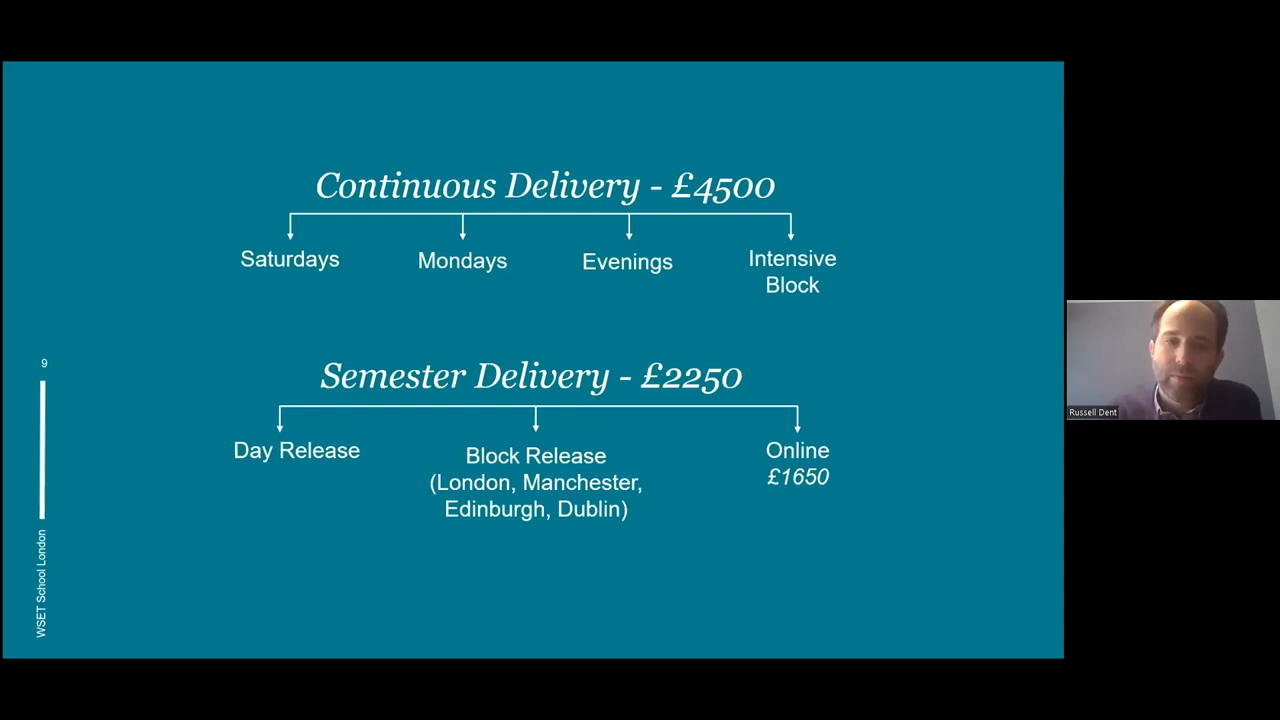 Continuous Delivery - £4500
Saturdays
Mondays
Evenings
Intensive
Block
Semester Delivery - £2250
Day Release
Block Release
(London, Manchester,
Edinburgh, Dublin)
Online
£1650
9
WSET School London
Russell Dent